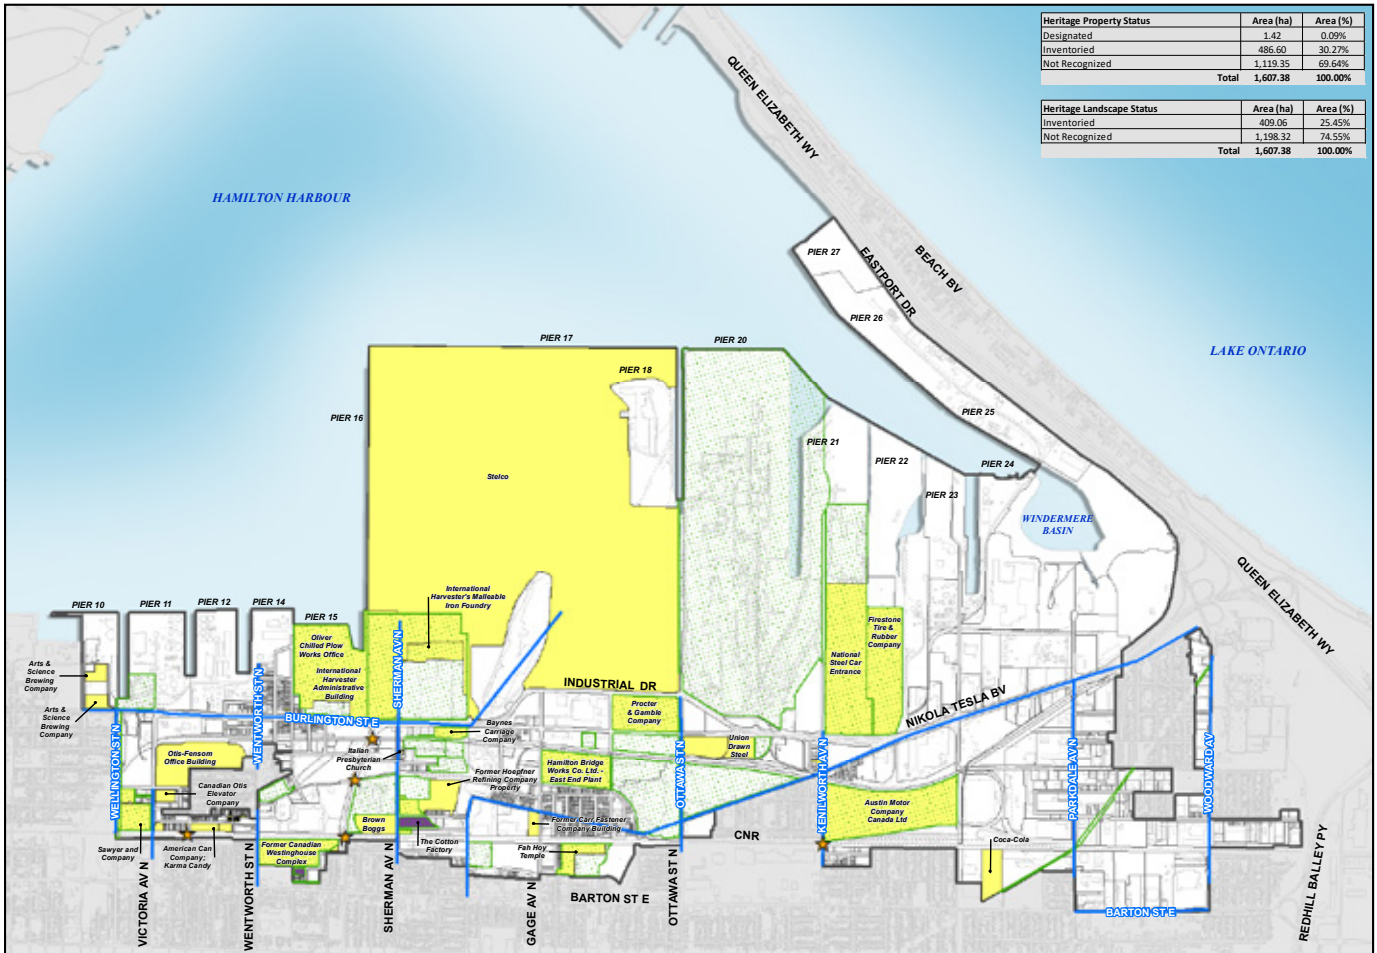 Heritage Property Status Area (ha) Area (%)
Designated 1.42 0.09%
Inventoried 486.60 30.27%
Not Recognized 1,119.35 69.64%
Total 1,607.38 100.00%
Heritage Landscape Status Area (ha) Area (%)
Inventoried 409.06 25.45%
Not Recognized 1,198.32 74.55%
Total 1,607.38 100.00%
QUEEN ELIZABETH WY
HAMILTON HARBOUR
BEACH BV
EASTPORT DR
PIER 27
PIER 26
PIER 25
LAKE ONTARIO
PIER 17
PIER 20
PIER 18
PIER 16
PIER 21
PIER 22
PIER 24
PIER 23
Stelco
WINDERMERE
BASIN
QUEEN ELIZABETH WY
PIER 10
PIER 11
PIER 12
PIER 14
PIER 15
International
Harvester's Malleable
Iron Foundry
Oliver
Chilled Plow
Works Office
International
Harvester
Administrative
Building
SHERMAN AV N
Firestone
Tire &
Rubber
Company
National
Steel Car
Entrance
Arts &
Science
Brewing
Company
Arts &
Science
Brewing
Company
WENTWORTH ST N
INDUSTRIAL DR
BURLINGTON ST E
NIKOLA TESLA BV
Procter
& Gamble
Company
Baynes
Carriage
Company
Union
Drawn
Steel
WELLINGTON ST N
Otis-Fensom
Office Building
Italian
Presbyterian
Church
Hamilton Bridge
Works Co. Ltd. -
East End Plant
OTTAWA ST N
KENILWORTH AV N
PARKDALE AV N
WOODWARD AV
Canadian Otis
Elevator
Company
Former Hoepfner
Refining Company
Property
Austin Motor
Company
Canada Ltd
Brown
Boggs
Former Carr Fastener
Company Building
CNR
Sawyer and
Company
American Can
Company;
Karma Candy
Former Canadian
Westinghouse
Complex
The Cotton
Factory
Fah Hoy
Temple
Coca-Cola
VICTORIA AV N
WENTWORTH ST N
SHERMAN AV N
GAGE AV N
BARTON ST E
OTTAWA ST N
BARTON ST E
REDHILL BALLEY PY